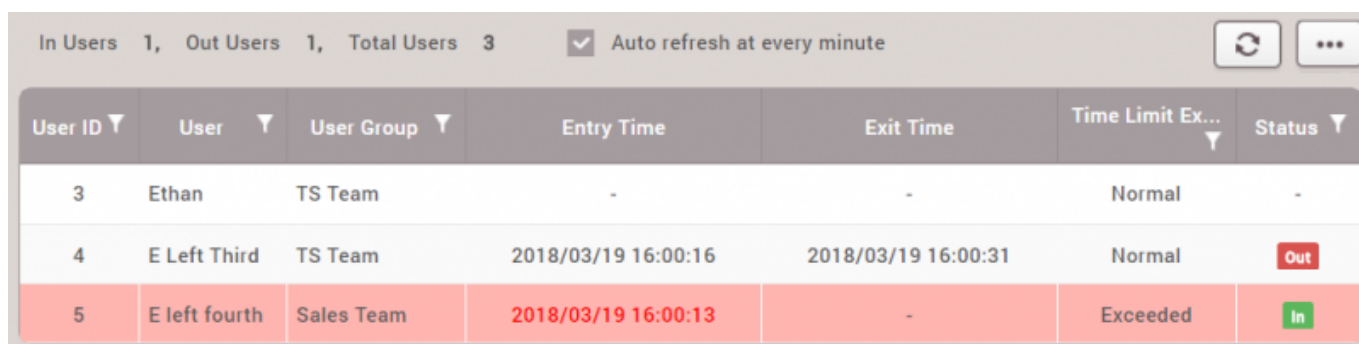 In Users 1, Out Users 1, Total Users 3 Auto refresh at every minute
User ID User User Group Entry Time Exit Time Time Limit Ex... Status
3 Ethan TS Team - - Normal -
4 E Left Third TS Team 2018/03/19 16:00:16 2018/03/19 16:00:31 Normal Out
5 E left fourth Sales Team 2018/03/19 16:00:13 - Exceeded In